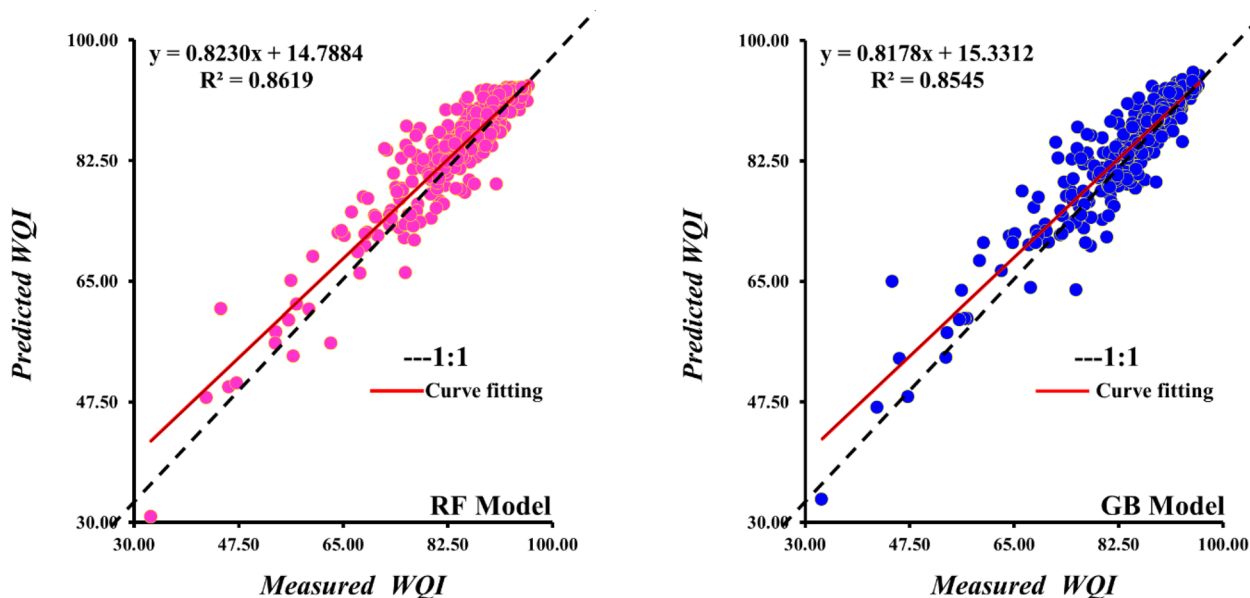 100.00
y = 0.8230x + 14.7884
R² = 0.8619
82.50
65.00
47.50
30.00
Predicted WQI
---1:1
Curve fitting
RF Model
30.00 47.50 65.00 82.50 100.00
Measured WQI
100.00
y = 0.8178x + 15.3312
R² = 0.8545
82.50
65.00
47.50
30.00
Predicted WQI
---1:1
Curve fitting
GB Model
30.00 47.50 65.00 82.50 100.00
Measured WQI